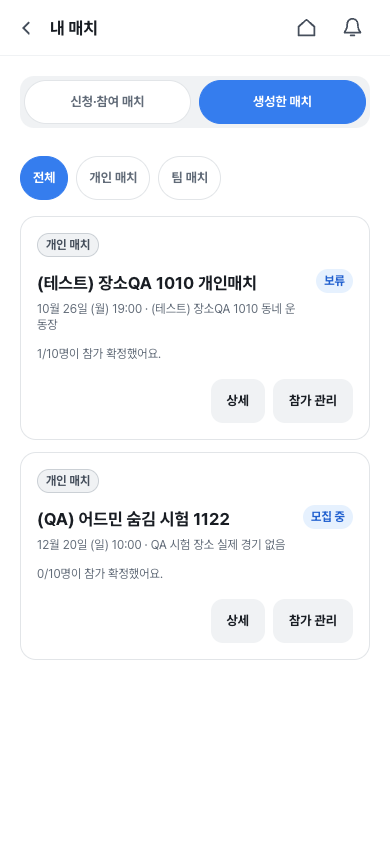 내 매치
신청·참여 매치
생성한 매치
전체
개인 매치
팀 매치
개인 매치
(테스트) 장소QA 1010 개인매치
보류
10월 26일 (월) 19:00 · (테스트) 장소QA 1010 동네 운
동장
1/10명이 참가 확정했어요.
상세
참가 관리
개인 매치
(QA) 어드민 숨김 시험 1122
모집 중
12월 20일 (일) 10:00 · QA 시험 장소 실제 경기 없음
0/10명이 참가 확정했어요.
상세
참가 관리